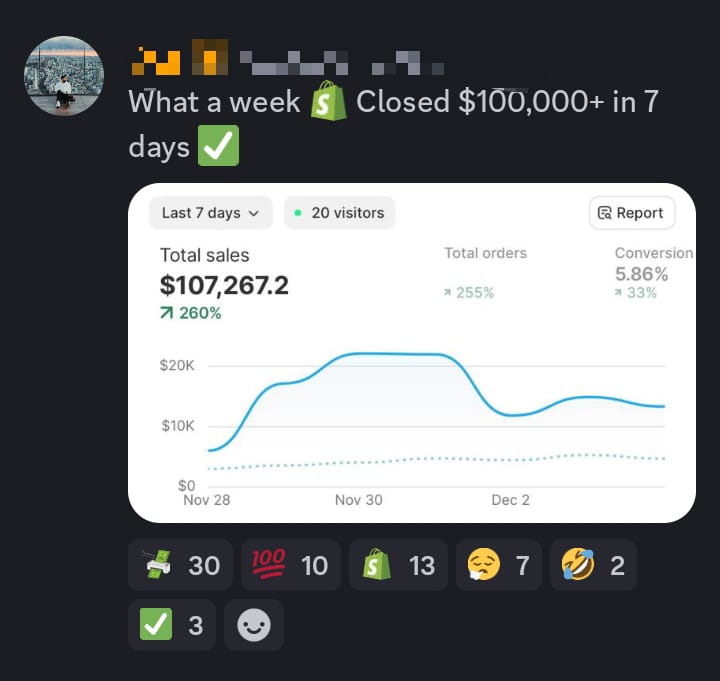 What a week Closed $100,000+ in 7
days ✅
Last 7 days
20 visitors
Report
Total sales
Total orders
Conversion
$107,267.2
5.86%
260%
255%
33%
$20K
$10K
$0
Nov 28
Nov 30
Dec 2
30
100 10
13
7
2
3